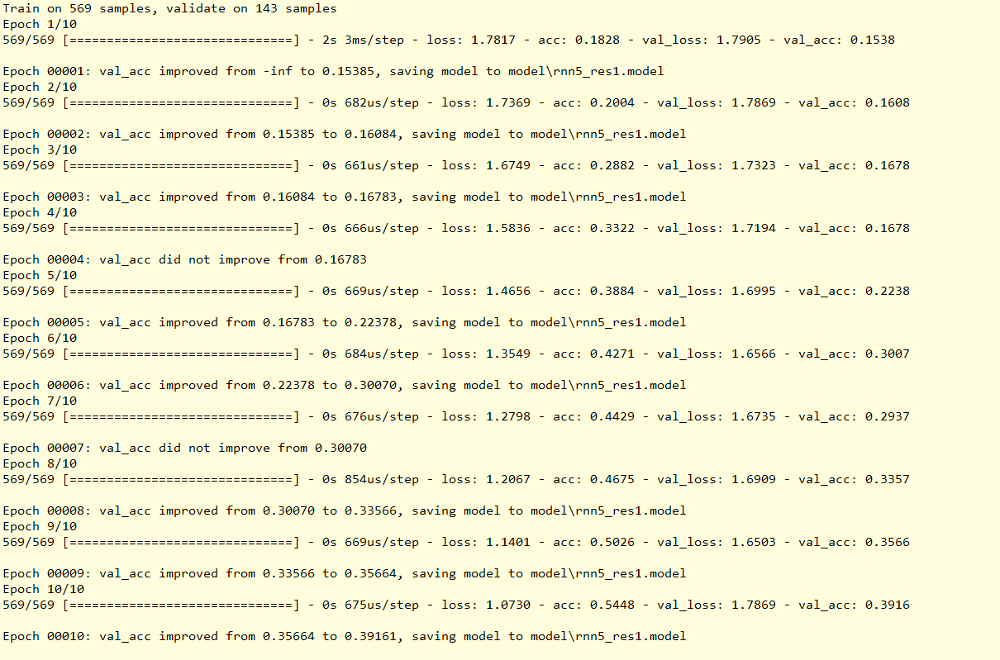 Train on 569 samples, validate on 143 samples
Epoch 1/10
569/569 [==============================] - 2s 3ms/step - loss: 1.7817 - acc: 0.1828 - val_loss: 1.7905 - val_acc: 0.1538
Epoch 00001: val_acc improved from -inf to 0.15385, saving model to model\rnn5_res1.model
Epoch 2/10
569/569 [==============================] - 0s 682us/step - loss: 1.7369 - acc: 0.2004 - val_loss: 1.7869 - val_acc: 0.1608
Epoch 00002: val_acc improved from 0.15385 to 0.16084, saving model to model\rnn5_res1.model
Epoch 3/10
569/569 [==============================] - 0s 661us/step - loss: 1.6749 - acc: 0.2882 - val_loss: 1.7323 - val_acc: 0.1678
Epoch 00003: val_acc improved from 0.16084 to 0.16783, saving model to model\rnn5_res1.model
Epoch 4/10
569/569 [==============================] - 0s 666us/step - loss: 1.5836 - acc: 0.3322 - val_loss: 1.7194 - val_acc: 0.1678
Epoch 00004: val_acc did not improve from 0.16783
Epoch 5/10
569/569 [==============================] - 0s 669us/step - loss: 1.4656 - acc: 0.3884 - val_loss: 1.6995 - val_acc: 0.2238
Epoch 00005: val_acc improved from 0.16783 to 0.22378, saving model to model\rnn5_res1.model
Epoch 6/10
569/569 [==============================] - 0s 684us/step - loss: 1.3549 - acc: 0.4271 - val_loss: 1.6566 - val_acc: 0.3007
Epoch 00006: val_acc improved from 0.22378 to 0.30070, saving model to model\rnn5_res1.model
Epoch 7/10
569/569 [==============================] - 0s 676us/step - loss: 1.2798 - acc: 0.4429 - val_loss: 1.6735 - val_acc: 0.2937
Epoch 00007: val_acc did not improve from 0.30070
Epoch 8/10
569/569 [==============================] - 0s 854us/step - loss: 1.2067 - acc: 0.4675 - val_loss: 1.6909 - val_acc: 0.3357
Epoch 00008: val_acc improved from 0.30070 to 0.33566, saving model to model\rnn5_res1.model
Epoch 9/10
569/569 [==============================] - 0s 669us/step - loss: 1.1401 - acc: 0.5026 - val_loss: 1.6503 - val_acc: 0.3566
Epoch 00009: val_acc improved from 0.33566 to 0.35664, saving model to model\rnn5_res1.model
Epoch 10/10
569/569 [==============================] - 0s 675us/step - loss: 1.0730 - acc: 0.5448 - val_loss: 1.7869 - val_acc: 0.3916
Epoch 00010: val_acc improved from 0.35664 to 0.39161, saving model to model\rnn5_res1.model